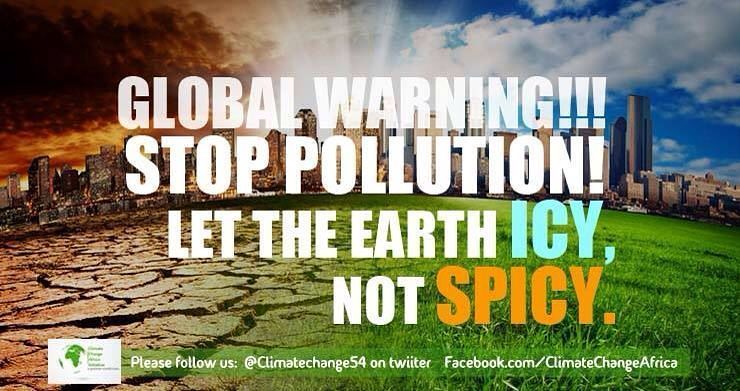 GLOBAL WARNING!!!
STOP POLLUTION!
LET THE EARTH ICY,
NOT SPICY.
Climate
Change
Africa
Initiative
Please follow us: @Climatechange54 on twiiter Facebook.com/ClimateChangeAfrica